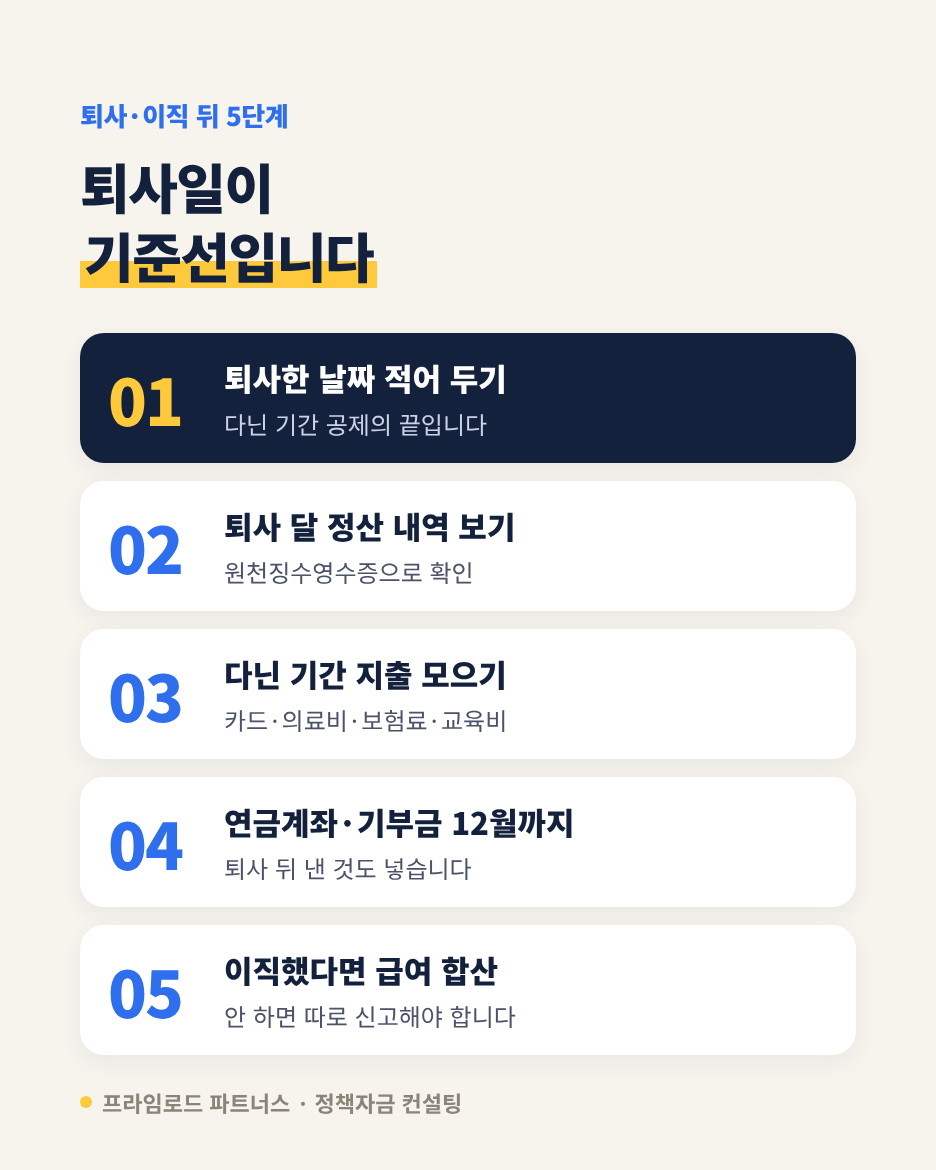 퇴사·이직 뒤 5단계
퇴사일이
기준선입니다
01
퇴사한 날짜 적어 두기
다닌 기간 공제의 끝입니다
02
퇴사 달 정산 내역 보기
원천징수영수증으로 확인
03
다닌 기간 지출 모으기
카드·의료비·보험료·교육비
04
연금계좌·기부금 12월까지
퇴사 뒤 낸 것도 넣습니다
05
이직했다면 급여 합산
안 하면 따로 신고해야 합니다
프라임로드 파트너스 · 정책자금 컨설팅